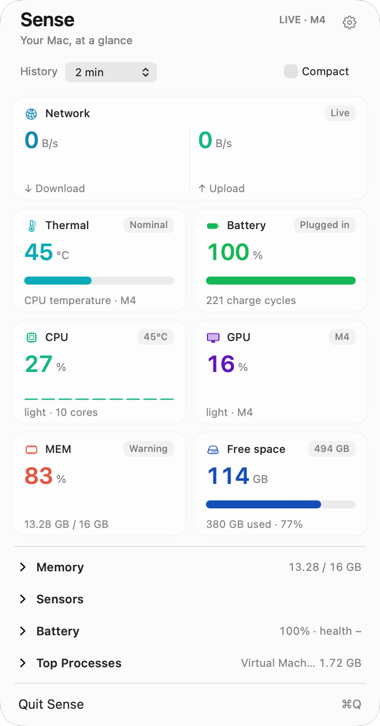 Sense
LIVE · M4
Your Mac, at a glance
History
2 min
Compact
Network
Live
0 B/s
0 B/s
↓ Download
↑ Upload
Thermal
Nominal
45 °C
CPU temperature · M4
Battery
Plugged in
100 %
221 charge cycles
CPU
45°C
27 %
light · 10 cores
GPU
M4
16 %
light · M4
MEM
Warning
83 %
13.28 GB / 16 GB
Free space
494 GB
114 GB
380 GB used · 77%
Memory
13.28 / 16 GB
Sensors
Battery
100% · health –
Top Processes
Virtual Mach... 1.72 GB
Quit Sense
⌘Q